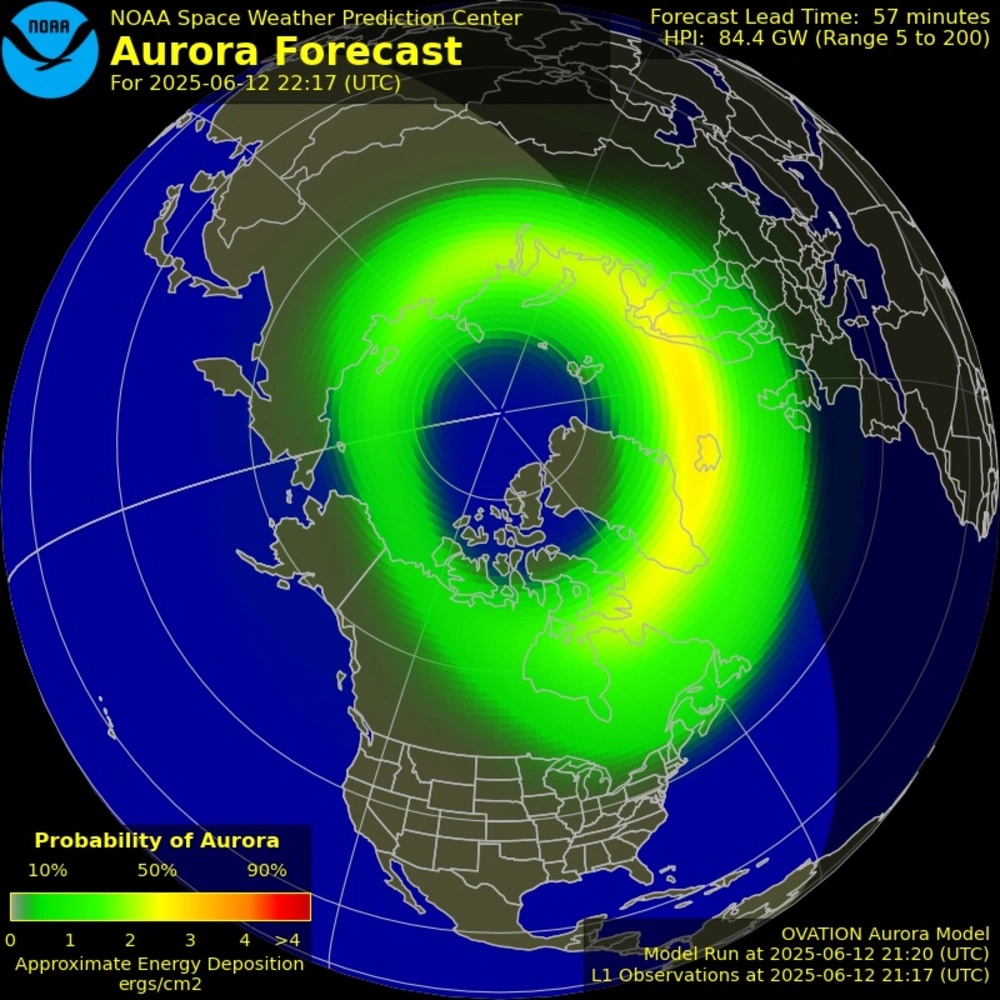 NOAA
NOAA Space Weather Prediction Center
Aurora Forecast
For 2025-06-12 22:17 (UTC)
Forecast Lead Time: 57 minutes
HPI: 84.4 GW (Range 5 to 200)
Probability of Aurora
10% 50% 90%
0 1 2 3 4 >4
Approximate Energy Deposition
ergs/cm2
OVATION Aurora Model
Model Run at 2025-06-12 21:20 (UTC)
L1 Observations at 2025-06-12 21:17 (UTC)